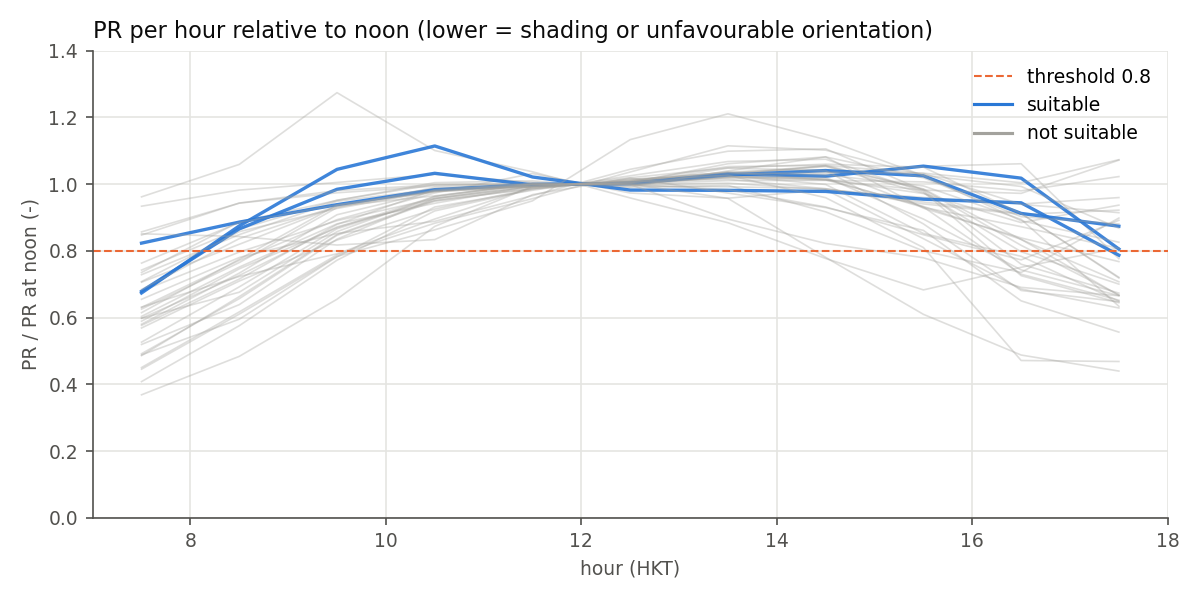 PR per hour relative to noon (lower = shading or unfavourable orientation)
1.4
1.2
1.0
0.8
0.6
0.4
0.2
0.0
PR / PR at noon (-)
threshold 0.8
suitable
not suitable
8
10
12
14
16
18
hour (HKT)